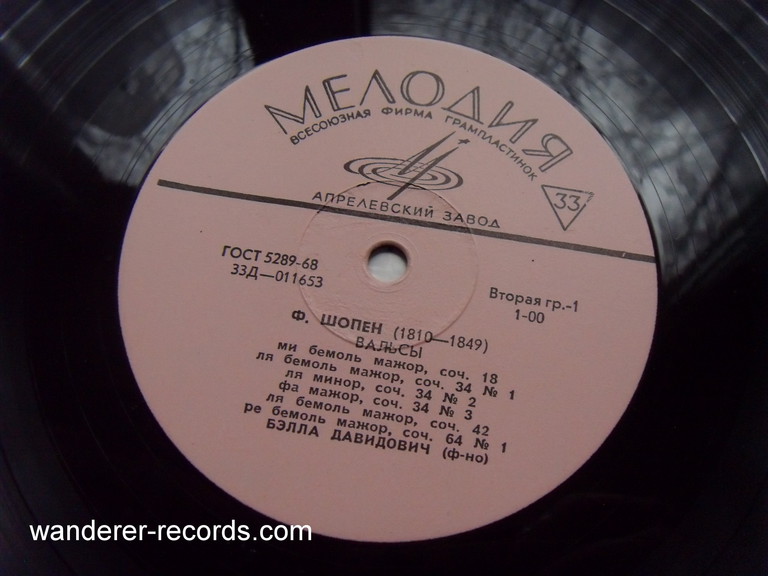 МЕЛОДИЯ
ВСЕСОЮЗНАЯ ФИРМА ГРАМПЛАСТИНОК
33
АПРЕЛЕВСКИЙ ЗАВОД
ГОСТ 5289-68
33Д—011653
Вторая гр.-1
1-00
Ф. ШОПЕН (1810—1849)
ВАЛЬСЫ
ми бемоль мажор, соч. 18
ля бемоль мажор, соч. 34 № 1
ля минор, соч. 34 № 2
фа мажор, соч. 34 № 3
ля бемоль мажор, соч. 42
ре бемоль мажор, соч. 64 № 1
БЭЛЛА ДАВИДОВИЧ (ф-но)
wanderer-records.com